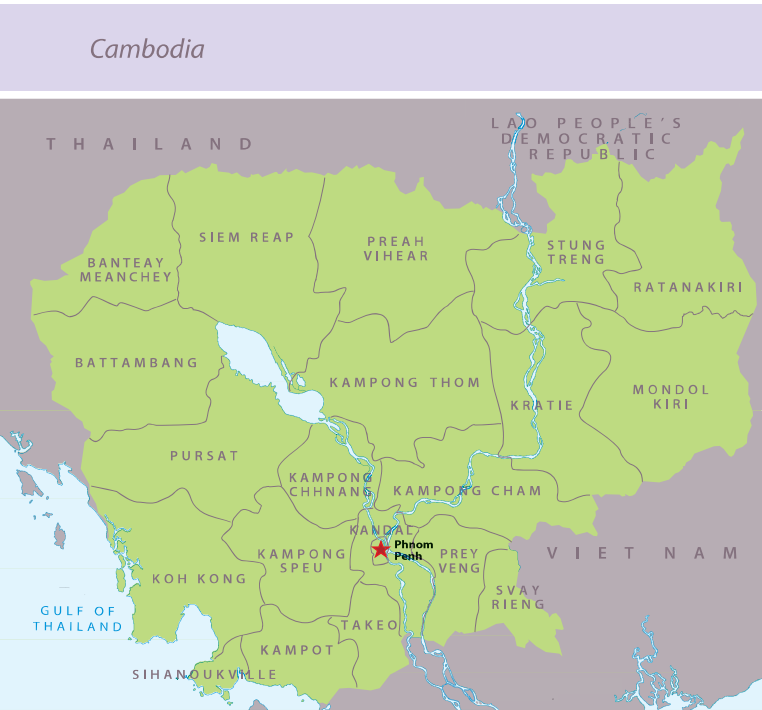 Cambodia
THAILAND
LAO PEOPLE'S
DEMOCRATIC
REPUBLIC
SIEM REAP
PREAH
VIHEAR
STUNG
TRENG
BANTEAY
MEANCHEY
RATANAKIRI
BATTAMBANG
KAMPONG THOM
MONDOL
KIRI
KRATIE
PURSAT
KAMPONG
CHHNANG
KAMPONG CHAM
KANDAL
Phnom
Penh
KAMPONG
SPEU
PREY
VENG
VIET NAM
KOH KONG
SVAY
RIENG
GULF OF
THAILAND
TAKEO
KAMPOT
SIHANOUKVILLE